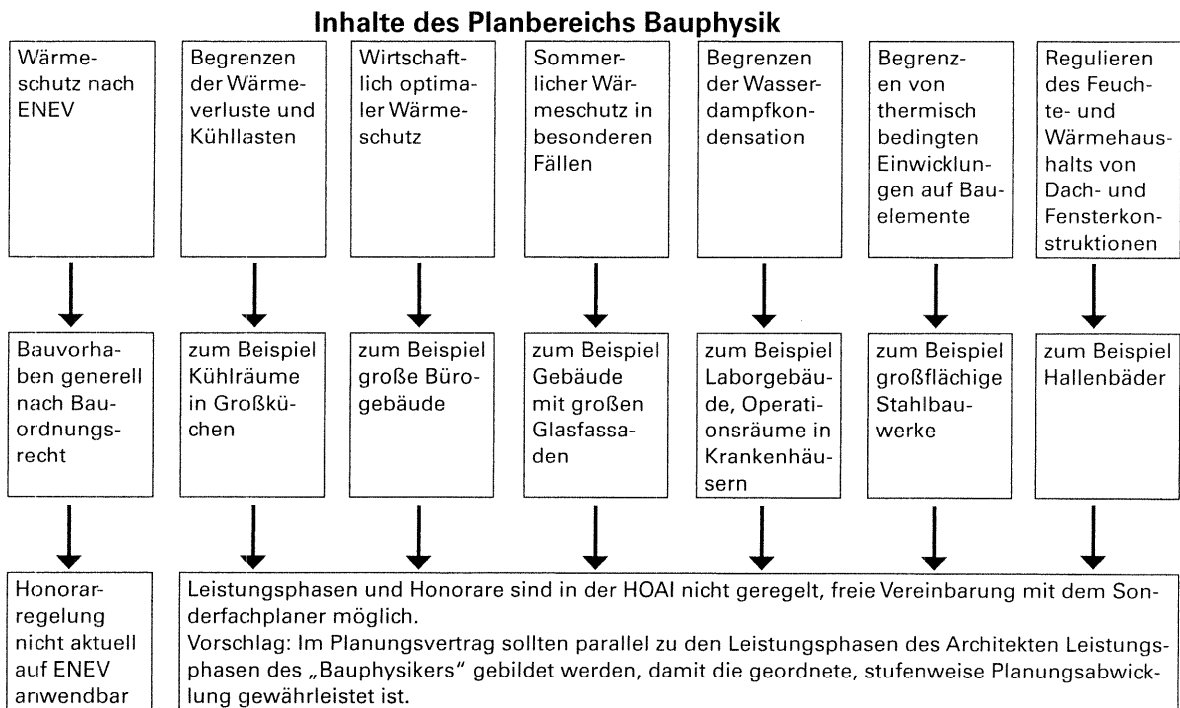 Inhalte des Planbereichs Bauphysik
Wärme-
schutz nach
ENEV
Begrenzen
der Wärme-
verluste und
Kühllasten
Wirtschaft-
lich optima-
ler Wärme-
schutz
Sommer-
licher Wär-
meschutz in
besonderen
Fällen
Begrenzen
der Wasser-
dampfkon-
densation
Begrenz-
en von
thermisch
bedingten
Einwicklun-
gen auf Bau-
elemente
Regulieren
des Feuch-
te- und
Wärmehaus-
halts von
Dach- und
Fensterkon-
struktionen
Bauvorha-
ben generell
nach Bau-
ordnungs-
recht
zum Beispiel
Kühlräume
in Großkü-
chen
zum Beispiel
große Büro-
gebäude
zum Beispiel
Gebäude
mit großen
Glasfassa-
den
zum Beispiel
Laborgebäu-
de, Operati-
onsräume in
Krankenhäu-
sern
zum Beispiel
großflächige
Stahlbau-
werke
zum Beispiel
Hallenbäder
Honorar-
regelung
nicht aktuell
auf ENEV
anwendbar
Leistungsphasen und Honorare sind in der HOAI nicht geregelt, freie Vereinbarung mit dem Son-
derfachplaner möglich.
Vorschlag: Im Planungsvertrag sollten parallel zu den Leistungsphasen des Architekten Leistungs-
phasen des „Bauphysikers“ gebildet werden, damit die geordnete, stufenweise Planungsabwick-
lung gewährleistet ist.